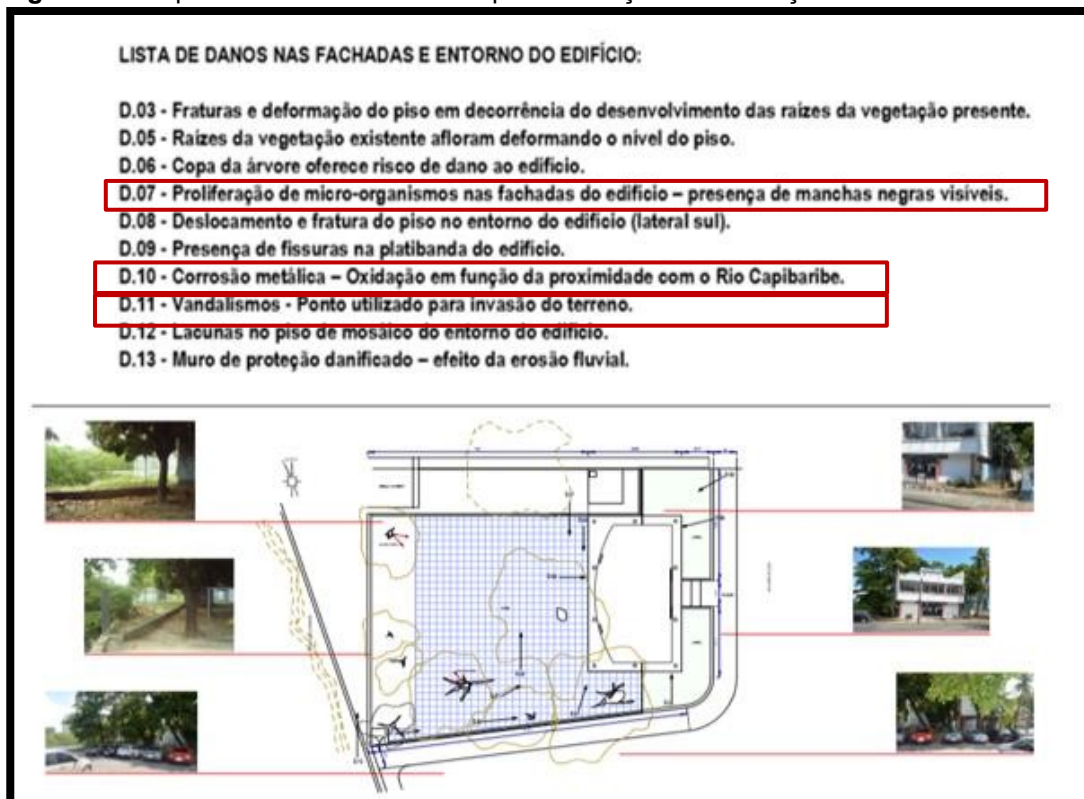 LISTA DE DANOS NAS FACHADAS E ENTORNO DO EDIFÍCIO:
D.03 - Fraturas e deformação do piso em decorrência do desenvolvimento das raízes da vegetação presente.
D.05 - Raízes da vegetação existente afloram deformando o nível do piso.
D.06 - Copa da árvore oferece risco de dano ao edifício.
D.07 - Proliferação de micro-organismos nas fachadas do edifício – presença de manchas negras visíveis.
D.08 - Deslocamento e fratura do piso no entorno do edifício (lateral sul).
D.09 - Presença de fissuras na platibanda do edifício.
D.10 - Corrosão metálica – Oxidação em função da proximidade com o Rio Capibaribe.
D.11 - Vandalismos - Ponto utilizado para invasão do terreno.
D.12 - Lacunas no piso de mosáico do entorno do edifício.
D.13 - Muro de proteção danificado – efeito da erosão fluvial.